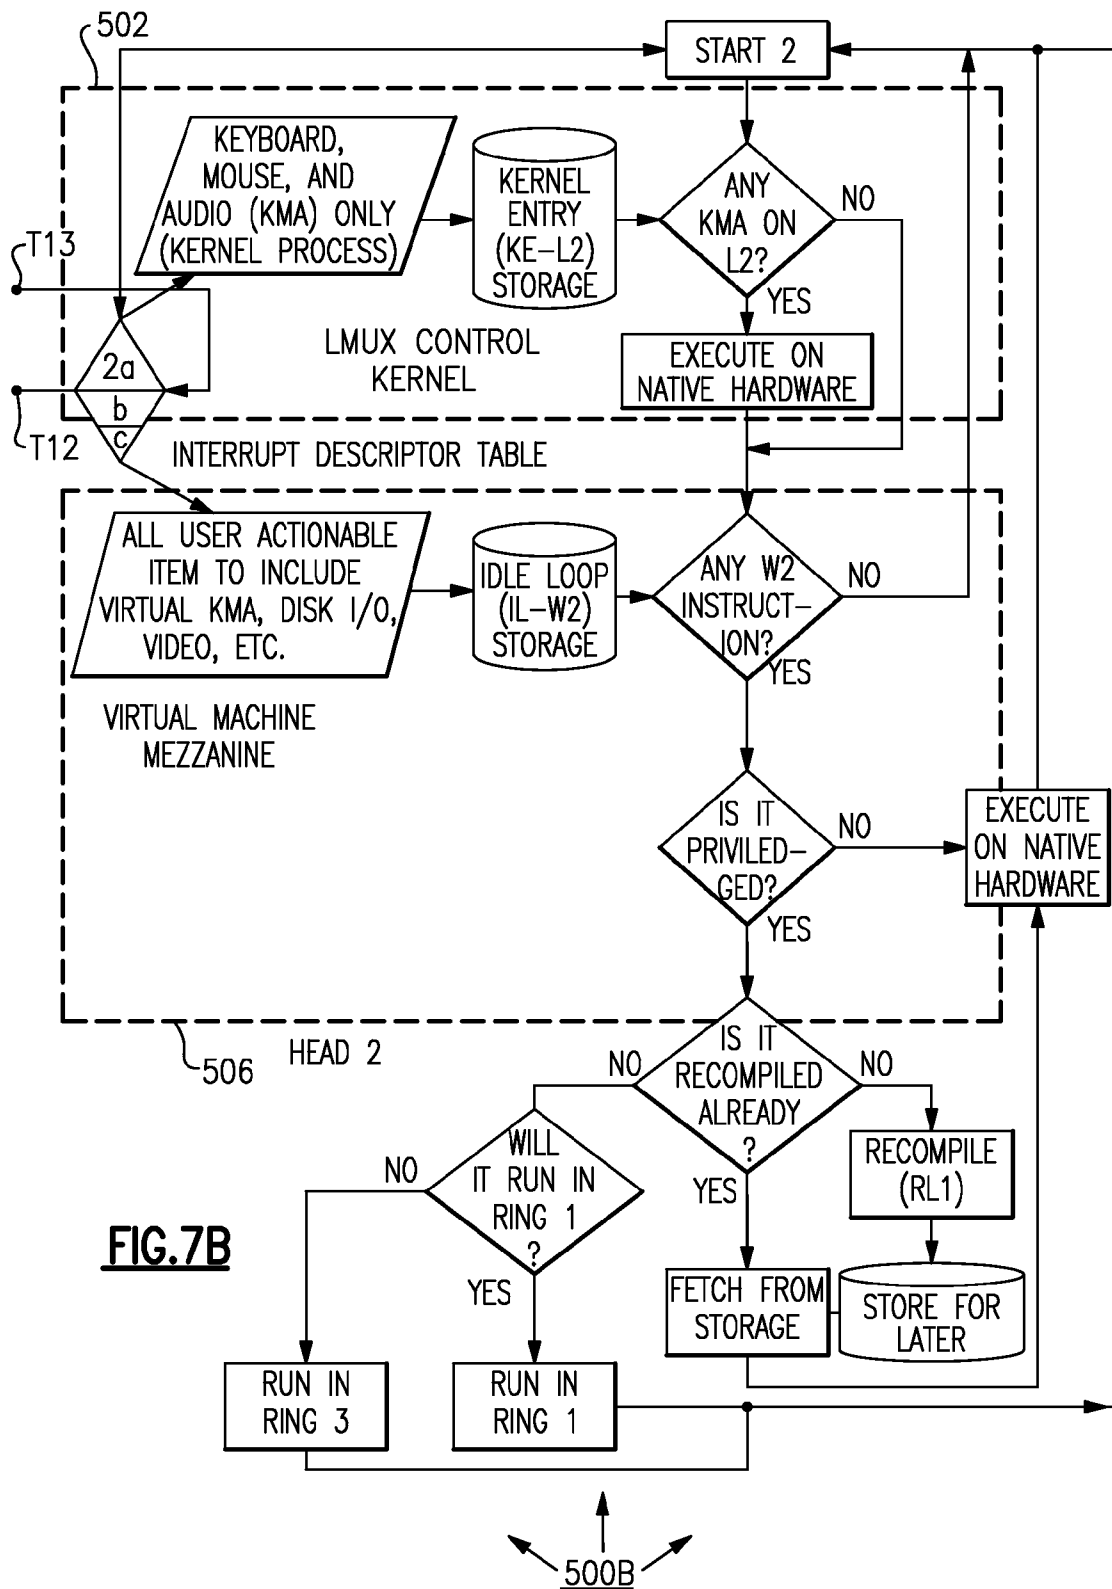 502
START 2
KEYBOARD,
MOUSE, AND
AUDIO (KMA) ONLY
(KERNEL PROCESS)
KERNEL
ENTRY
(KE-L2)
STORAGE
ANY
KMA ON
L2?
NO
YES
T13
2a
b
c
T12
LMUX CONTROL
KERNEL
EXECUTE ON
NATIVE HARDWARE
INTERRUPT DESCRIPTOR TABLE
ALL USER ACTIONABLE
ITEM TO INCLUDE
VIRTUAL KMA, DISK I/O,
VIDEO, ETC.
IDLE LOOP
(IL-W2)
STORAGE
ANY W2
INSTRUCT-
ION?
NO
YES
VIRTUAL MACHINE
MEZZANINE
IS IT
PRIVILED-
GED?
NO
YES
EXECUTE
ON NATIVE
HARDWARE
506
HEAD 2
IS IT
RECOMPILED
ALREADY
?
NO
NO
YES
WILL
IT RUN IN
RING 1
?
NO
YES
RECOMPILE
(RL1)
FIG.7B
FETCH FROM
STORAGE
STORE FOR
LATER
RUN IN
RING 3
RUN IN
RING 1
500B